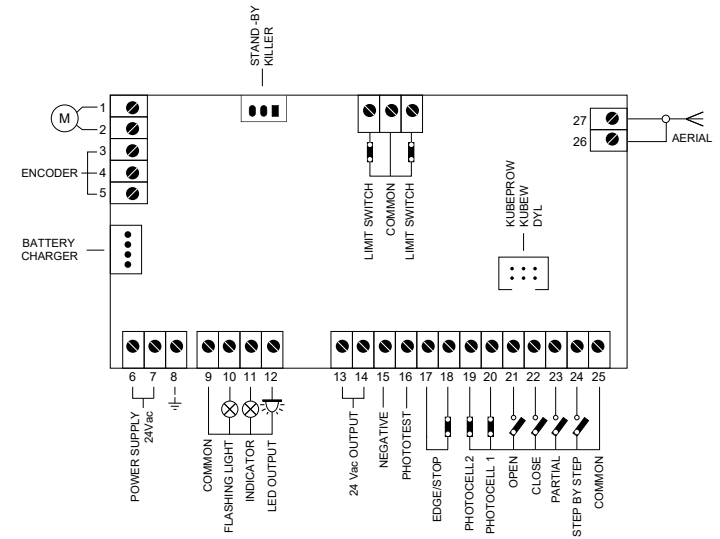 STAND -BY
KILLER
M
1
2
3
ENCODER
4
5
BATTERY
CHARGER
LIMIT SWITCH
COMMON
LIMIT SWITCH
27
26
AERIAL
KUBEPROW
KUBEW
DYL
6
7
8
9
10
11
12
13
14
15
16
17
18
19
20
21
22
23
24
25
POWER SUPPLY
24Vac
COMMON
FLASHING LIGHT
INDICATOR
LED OUTPUT
24 Vac OUTPUT
NEGATIVE
PHOTOTEST
EDGE/STOP
PHOTOCELL2
PHOTOCELL 1
OPEN
CLOSE
PARTIAL
STEP BY STEP
COMMON